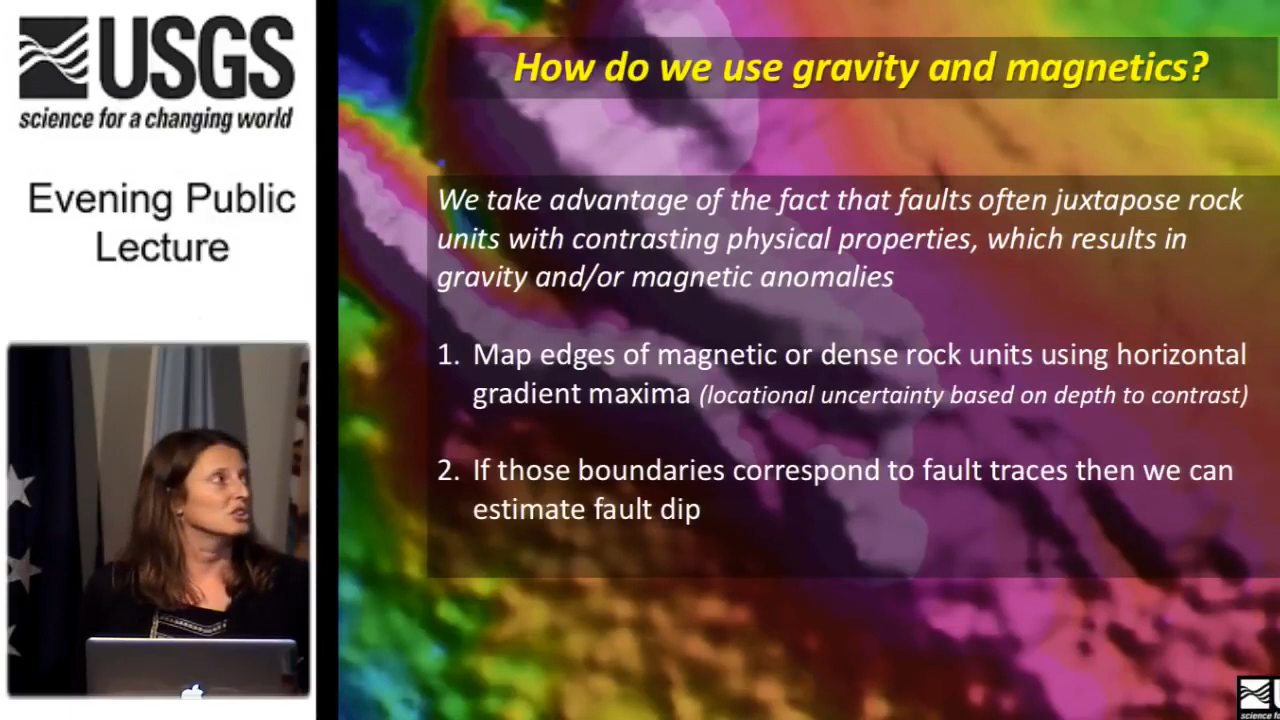 USGS
science for a changing world
Evening Public
Lecture
How do we use gravity and magnetics?
We take advantage of the fact that faults often juxtapose rock
units with contrasting physical properties, which results in
gravity and/or magnetic anomalies
1. Map edges of magnetic or dense rock units using horizontal
gradient maxima (locational uncertainty based on depth to contrast)
2. If those boundaries correspond to fault traces then we can
estimate fault dip
science for